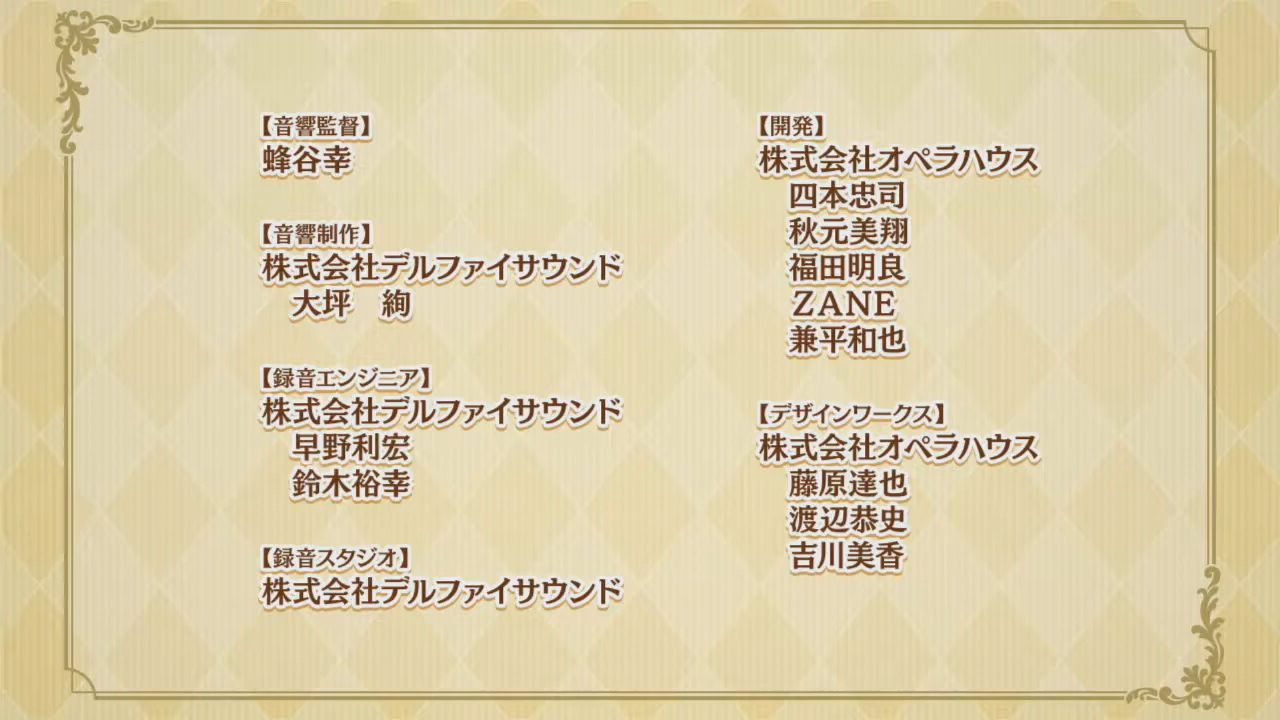 【音響監督】
蜂谷幸
【音響制作】
株式会社デルファイサウンド
大坪　絢
【録音エンジニア】
株式会社デルファイサウンド
早野利宏
鈴木裕幸
【録音スタジオ】
株式会社デルファイサウンド
【開発】
株式会社オペラハウス
四本忠司
秋元美翔
福田明良
ZANE
兼平和也
【デザインワークス】
株式会社オペラハウス
藤原達也
渡辺恭史
吉川美香